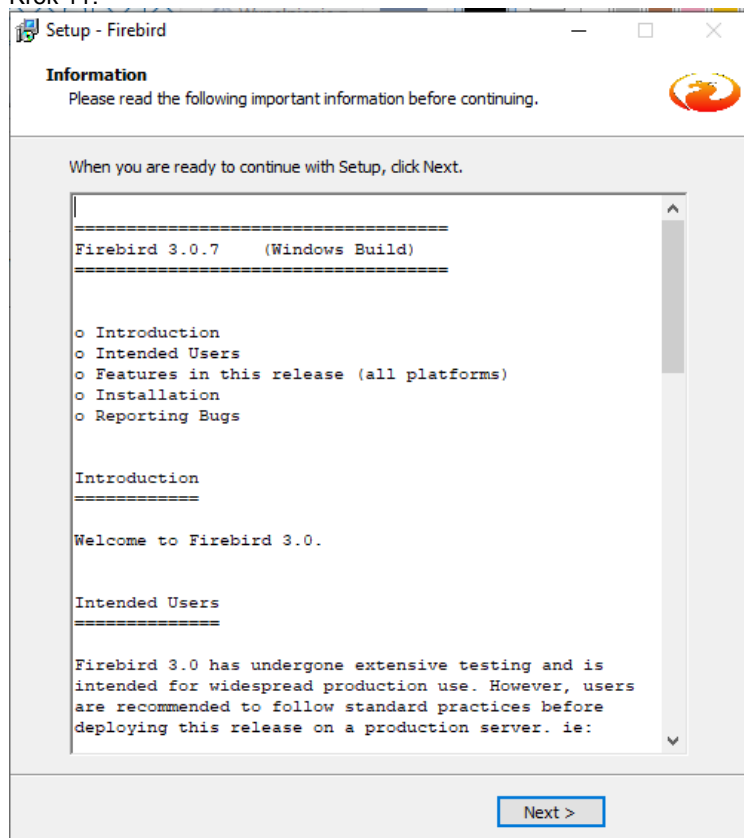 Setup - Firebird
Information
Please read the following important information before continuing.
When you are ready to continue with Setup, click Next.
====================================
Firebird 3.0.7    (Windows Build)
====================================
o Introduction
o Intended Users
o Features in this release (all platforms)
o Installation
o Reporting Bugs
Introduction
============
Welcome to Firebird 3.0.
Intended Users
==============
Firebird 3.0 has undergone extensive testing and is
intended for widespread production use. However, users
are recommended to follow standard practices before
deploying this release on a production server. ie:
Next >